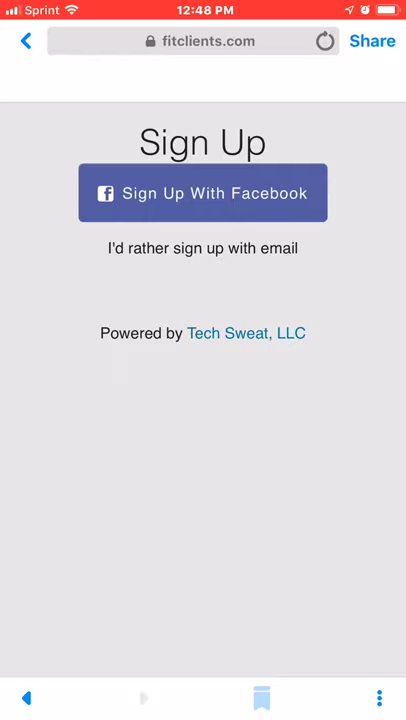 Sprint 12:48 PM
fitclients.com Share
Sign Up
Sign Up With Facebook
I'd rather sign up with email
Powered by Tech Sweat, LLC